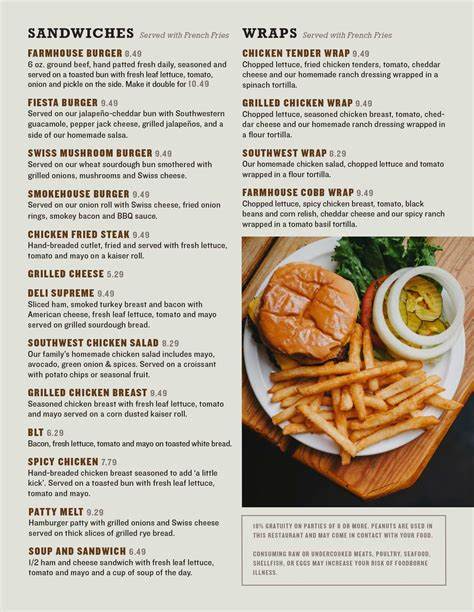 SANDWICHES Served with French Fries
FARMHOUSE BURGER 8.49
6 oz. ground beef, hand patted fresh daily, seasoned and
served on a toasted bun with fresh leaf lettuce, tomato,
onion and pickle on the side. Make it double for 10.49
FIESTA BURGER 9.49
Served on our jalapeño-cheddar bun with Southwestern
guacamole, pepper jack cheese, grilled jalapeños, and a
side of our homemade salsa.
SWISS MUSHROOM BURGER 9.49
Served on our wheat sourdough bun smothered with
grilled onions, mushrooms and Swiss cheese.
SMOKEHOUSE BURGER 9.49
Served on our onion roll with Swiss cheese, fried onion
rings, smokey bacon and BBQ sauce.
CHICKEN FRIED STEAK 9.49
Hand-breaded cutlet, fried and served with fresh lettuce,
tomato and mayo on a kaiser roll.
GRILLED CHEESE 5.29
DELI SUPREME 9.49
Sliced ham, smoked turkey breast and bacon with
American cheese, fresh leaf lettuce, tomato and mayo
served on grilled sourdough bread.
SOUTHWEST CHICKEN SALAD 8.29
Our family's homemade chicken salad includes mayo,
avocado, green onion & spices. Served on a croissant
with potato chips or seasonal fruit.
GRILLED CHICKEN BREAST 9.49
Seasoned chicken breast with fresh leaf lettuce, tomato
and mayo served on a corn dusted kaiser roll.
BLT 6.29
Bacon, fresh lettuce, tomato and mayo on toasted white bread.
SPICY CHICKEN 7.79
Hand-breaded chicken breast seasoned to add 'a little
kick'. Served on a toasted bun with fresh leaf lettuce,
tomato and mayo.
PATTY MELT 9.29
Hamburger patty with grilled onions and Swiss cheese
served on thick slices of grilled rye bread.
SOUP AND SANDWICH 6.49
1/2 ham and cheese sandwich with fresh leaf lettuce,
tomato and mayo and a cup of soup of the day.
WRAPS Served with French Fries
CHICKEN TENDER WRAP 9.49
Chopped lettuce, fried chicken tenders, tomato, cheddar
cheese and our homemade ranch dressing wrapped in a
spinach tortilla.
GRILLED CHICKEN WRAP 9.49
Chopped lettuce, seasoned chicken breast, tomato, ched-
dar cheese and our homemade ranch dressing wrapped in
a flour tortilla.
SOUTHWEST WRAP 8.29
Our homemade chicken salad, chopped lettuce and tomato
wrapped in a flour tortilla.
FARMHOUSE COBB WRAP 9.49
Chopped lettuce, spicy chicken breast, tomato, black
beans and corn relish, cheddar cheese and our spicy ranch
wrapped in a tomato basil tortilla.
18% GRATUITY ON PARTIES OF 8 OR MORE. PEANUTS ARE USED IN
THIS RESTAURANT AND MAY COME IN CONTACT WITH YOUR FOOD.
CONSUMING RAW OR UNDERCOOKED MEATS, POULTRY, SEAFOOD,
SHELLFISH, OR EGGS MAY INCREASE YOUR RISK OF FOODBORNE
ILLNESS.